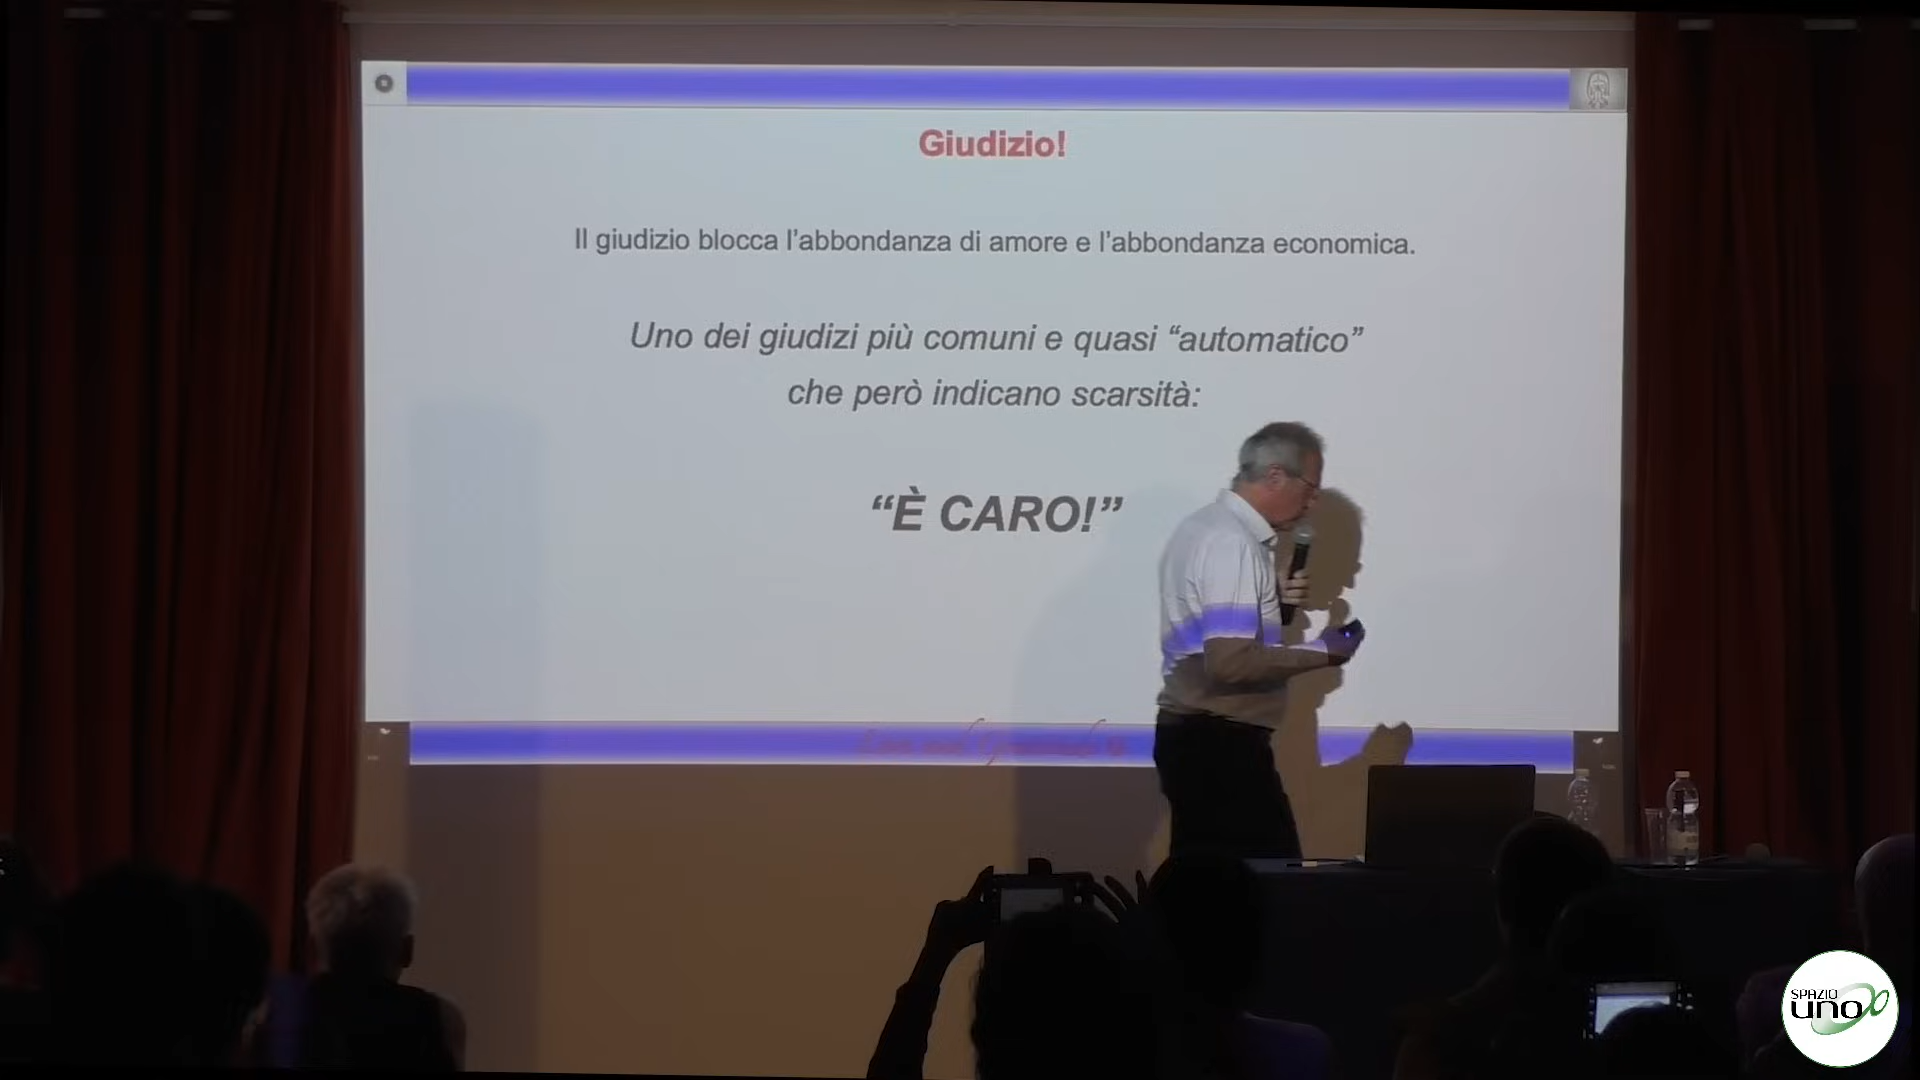 Giudizio!
Il giudizio blocca l’abbondanza di amore e l’abbondanza economica.
Uno dei giudizi più comuni e quasi “automatico”
che però indicano scarsità:
“È CARO!”
SPAZIO
uno